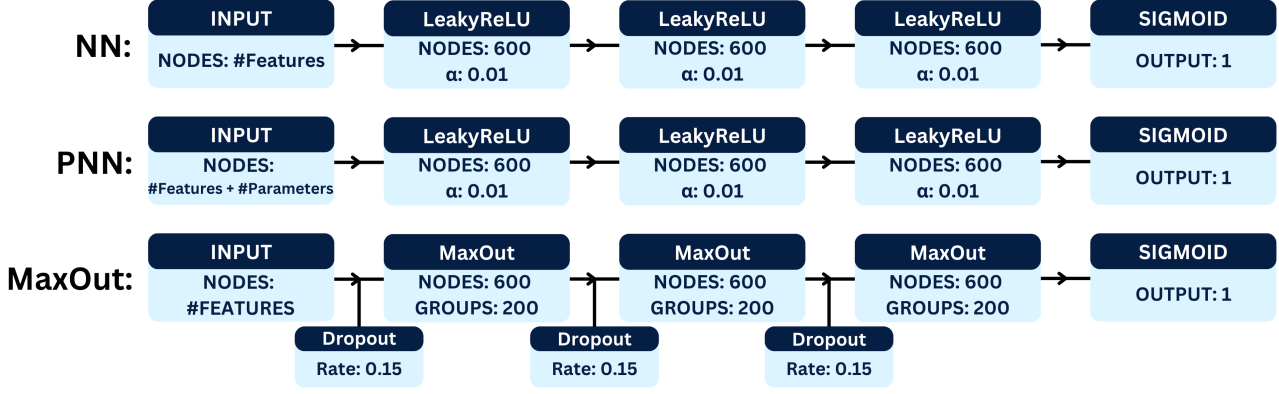 NN:
INPUT
NODES: #Features
LeakyReLU
NODES: 600
α: 0.01
LeakyReLU
NODES: 600
α: 0.01
LeakyReLU
NODES: 600
α: 0.01
SIGMOID
OUTPUT: 1
PNN:
INPUT
NODES:
#Features + #Parameters
LeakyReLU
NODES: 600
α: 0.01
LeakyReLU
NODES: 600
α: 0.01
LeakyReLU
NODES: 600
α: 0.01
SIGMOID
OUTPUT: 1
MaxOut:
INPUT
NODES:
#FEATURES
Dropout
Rate: 0.15
MaxOut
NODES: 600
GROUPS: 200
Dropout
Rate: 0.15
MaxOut
NODES: 600
GROUPS: 200
Dropout
Rate: 0.15
MaxOut
NODES: 600
GROUPS: 200
SIGMOID
OUTPUT: 1